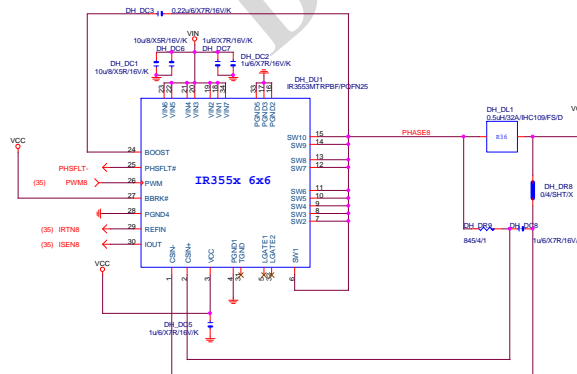 DH_DC3
0.22u/6/X7R/16V/K
10u/8/X5R/16V/K
VIN
1u/6/X7R/16V/K
DH_DC6
DH_DC7
DH_DC1
10u/8/X5R/16V/K
DH_DC2
1u/6/X7R/16V/K
DH_DU1
IR3553MTRPBF/PQFN25
23 22 21 20 19 18 34 33 17 16
VIN6 VIN5 VIN4 VIN3 VIN2 VIN1 VIN7 PGND5 PGND3 PGND2
DH_DL1
0.5uH/32A/IHC109/FS/D
R36
VCC
24 BOOST
PHSFLT- 25 PHSFLT#
(35) PWM8 26 PWM
27 BBRK#
28 PGND4
(35) IRTN8 29 REFIN
(35) ISEN8 30 IOUT
IR355x 6x6
SW10 15
SW9 14
SW8 13
SW7 12
SW6 11
SW5 10
SW4 9
SW3 8
SW2 7
PHASE8
DH_DR8
0/4/SHT/X
DH_DR9
845/4/1
DH_DC8
1u/6/X7R/16V/
CSIN- CSIN+ VCC PGND1 TGND LGATE1 LGATE2 SW1
1 2 3 4 31 5 32 6
VCC
DH_DC5
1u/6/X7R/16V/K